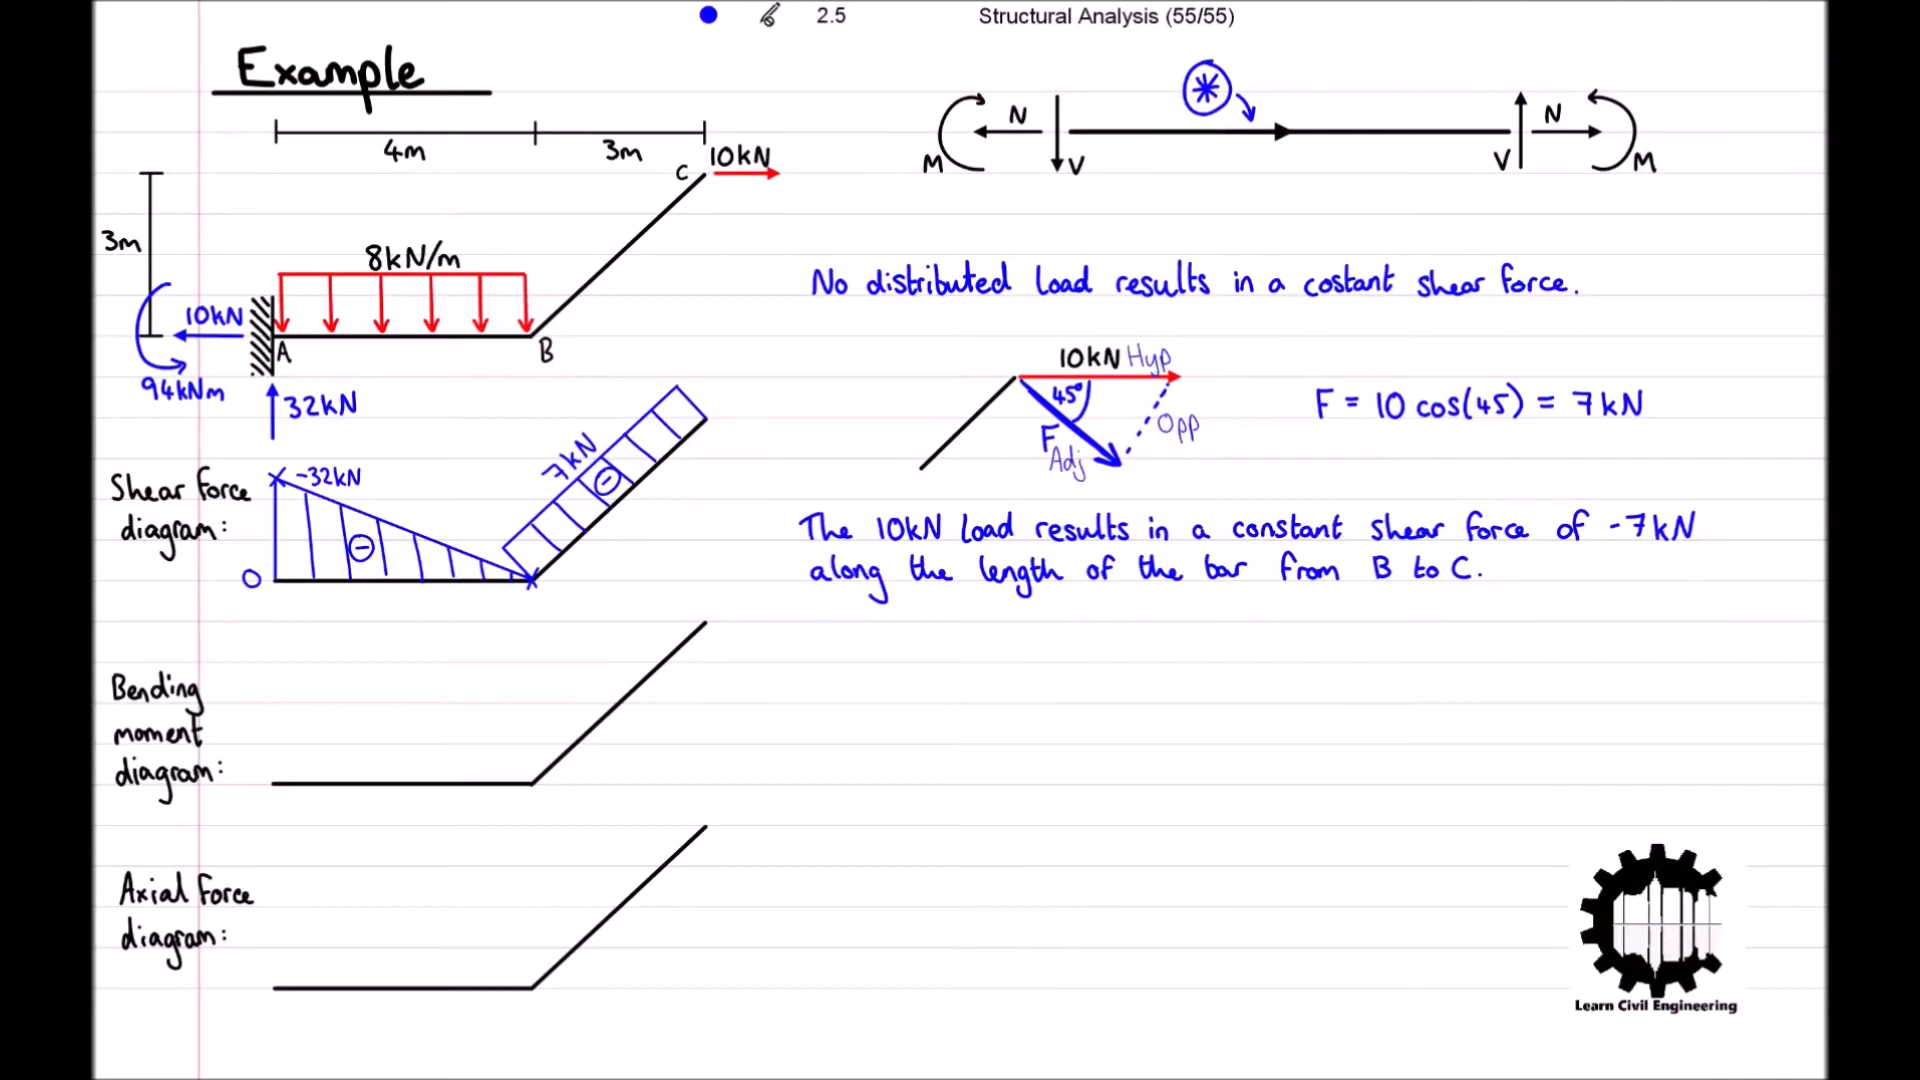 2.5
Structural Analysis (55/55)
Example
4m
3m
C
10kN
3m
8kN/m
10kN
A
B
94kNm
32kN
M
N
V
*
V
N
M
No distributed load results in a costant shear force.
10kN Hyp
45°
F
Adj
Opp
F = 10 cos(45) = 7kN
Shear force
diagram:
-32kN
-
0
7kN
-
The 10kN load results in a constant shear force of -7kN
along the length of the bar from B to C.
Bending
moment
diagram:
Axial force
diagram:
Learn Civil Engineering